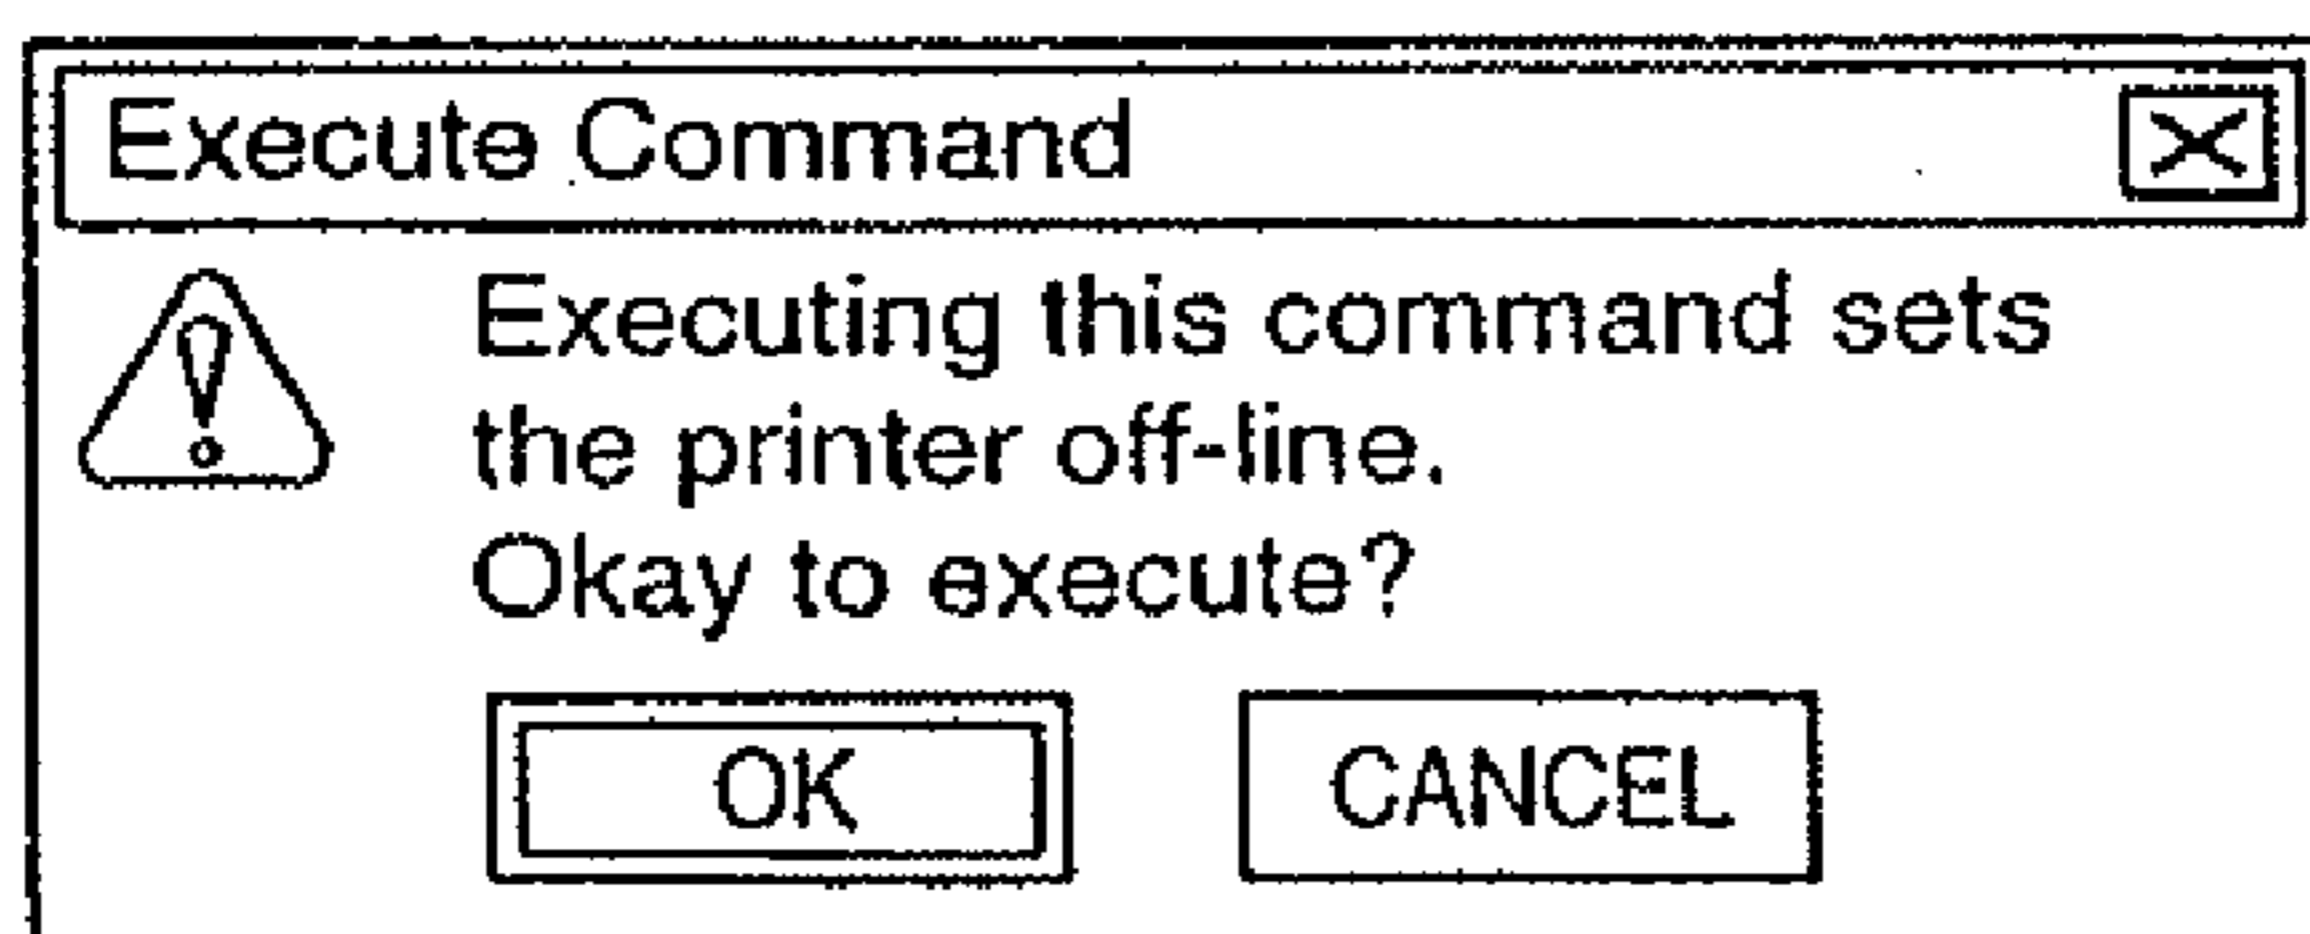 Execute Command
Executing this command sets
the printer off-line.
Okay to execute?
OK CANCEL